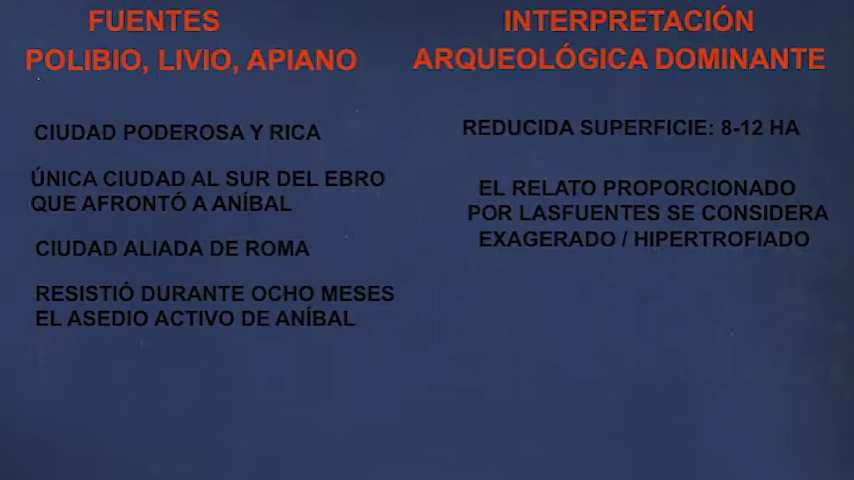 FUENTES
POLIBIO, LIVIO, APIANO
CIUDAD PODEROSA Y RICA
ÚNICA CIUDAD AL SUR DEL EBRO
QUE AFRONTÓ A ANÍBAL
CIUDAD ALIADA DE ROMA
RESISTIÓ DURANTE OCHO MESES
EL ASEDIO ACTIVO DE ANÍBAL
INTERPRETACIÓN
ARQUEOLÓGICA DOMINANTE
REDUCIDA SUPERFICIE: 8-12 HA
EL RELATO PROPORCIONADO
POR LASFUENTES SE CONSIDERA
EXAGERADO / HIPERTROFIADO